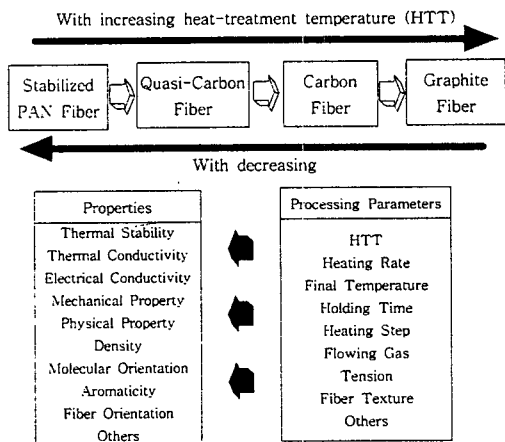 With increasing heat-treatment temperature (HTT)
Stabilized
PAN Fiber
Quasi-Carbon
Fiber
Carbon
Fiber
Graphite
Fiber
With decreasing
Properties
Thermal Stability
Thermal Conductivity
Electrical Conductivity
Mechanical Property
Physical Property
Density
Molecular Orientation
Aromaticity
Fiber Orientation
Others
Processing Parameters
HTT
Heating Rate
Final Temperature
Holding Time
Heating Step
Flowing Gas
Tension
Fiber Texture
Others